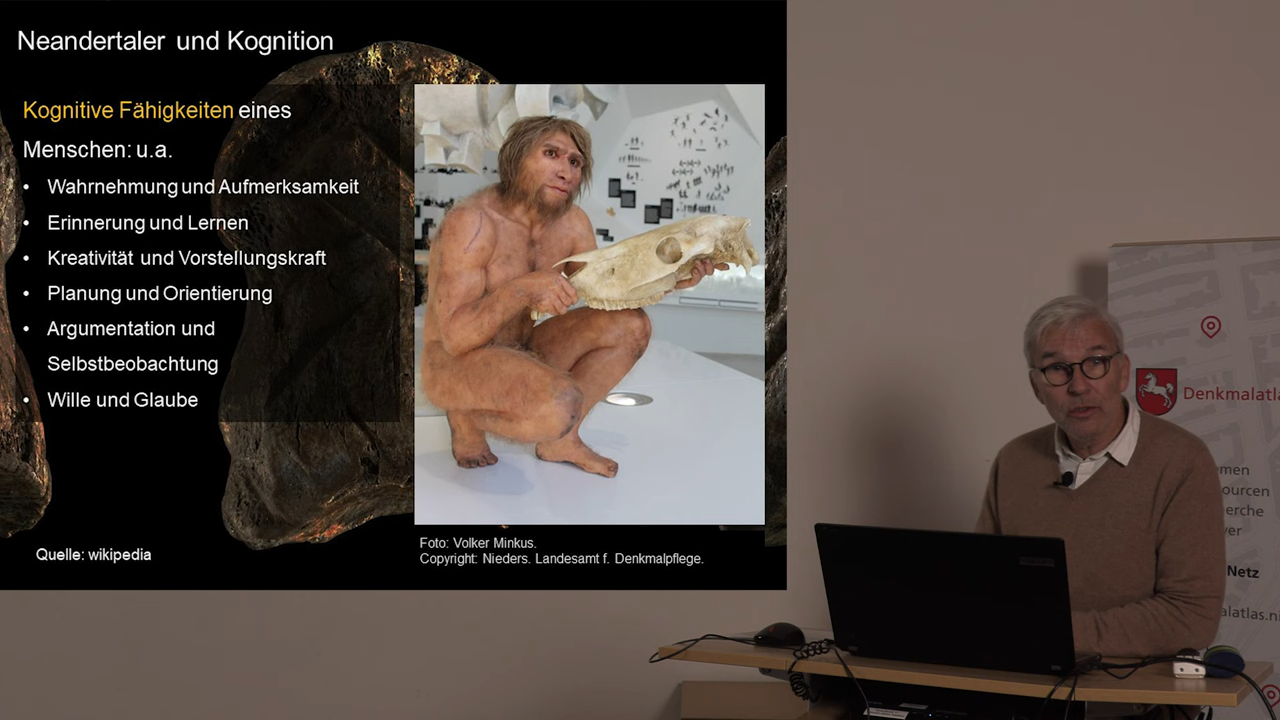 Neandertaler und Kognition
Kognitive Fähigkeiten eines
Menschen: u.a.
• Wahrnehmung und Aufmerksamkeit
• Erinnerung und Lernen
• Kreativität und Vorstellungskraft
• Planung und Orientierung
• Argumentation und
Selbstbeobachtung
• Wille und Glaube
Quelle: wikipedia
Foto: Volker Minkus.
Copyright: Nieders. Landesamt f. Denkmalpflege.
Denkmalatla
men
ourcen
erche
ver
Netz
alatlas.ni